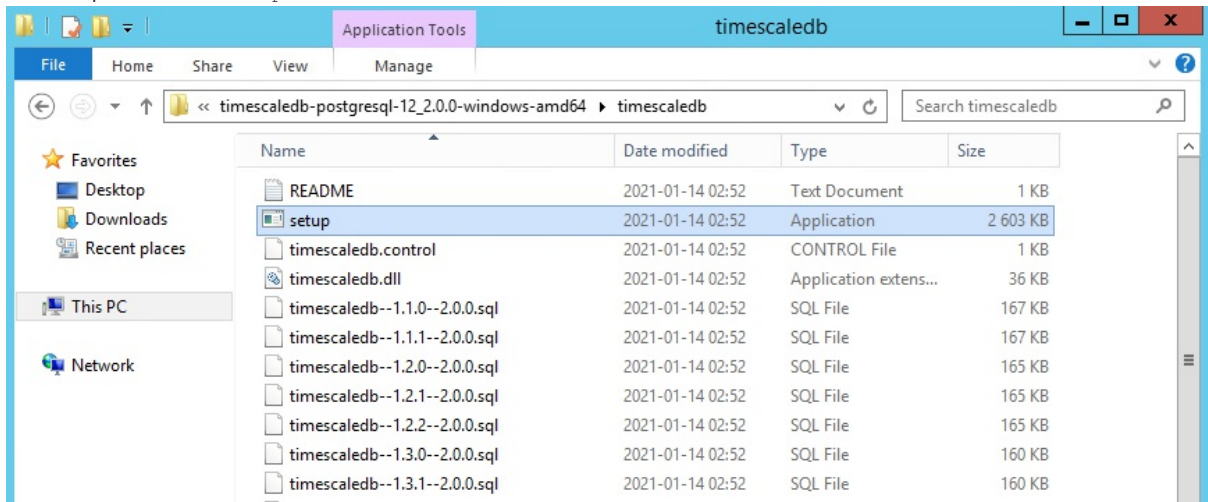 Application Tools
timescaledb
File Home Share View Manage
« timescaledb-postgresql-12_2.0.0-windows-amd64 timescaledb Search timescaledb
Favorites
Desktop
Downloads
Recent places
This PC
Network
Name Date modified Type Size
README 2021-01-14 02:52 Text Document 1 KB
setup 2021-01-14 02:52 Application 2 603 KB
timescaledb.control 2021-01-14 02:52 CONTROL File 1 KB
timescaledb.dll 2021-01-14 02:52 Application extens... 36 KB
timescaledb--1.1.0--2.0.0.sql 2021-01-14 02:52 SQL File 167 KB
timescaledb--1.1.1--2.0.0.sql 2021-01-14 02:52 SQL File 167 KB
timescaledb--1.2.0--2.0.0.sql 2021-01-14 02:52 SQL File 165 KB
timescaledb--1.2.1--2.0.0.sql 2021-01-14 02:52 SQL File 165 KB
timescaledb--1.2.2--2.0.0.sql 2021-01-14 02:52 SQL File 165 KB
timescaledb--1.3.0--2.0.0.sql 2021-01-14 02:52 SQL File 160 KB
timescaledb--1.3.1--2.0.0.sql 2021-01-14 02:52 SQL File 160 KB